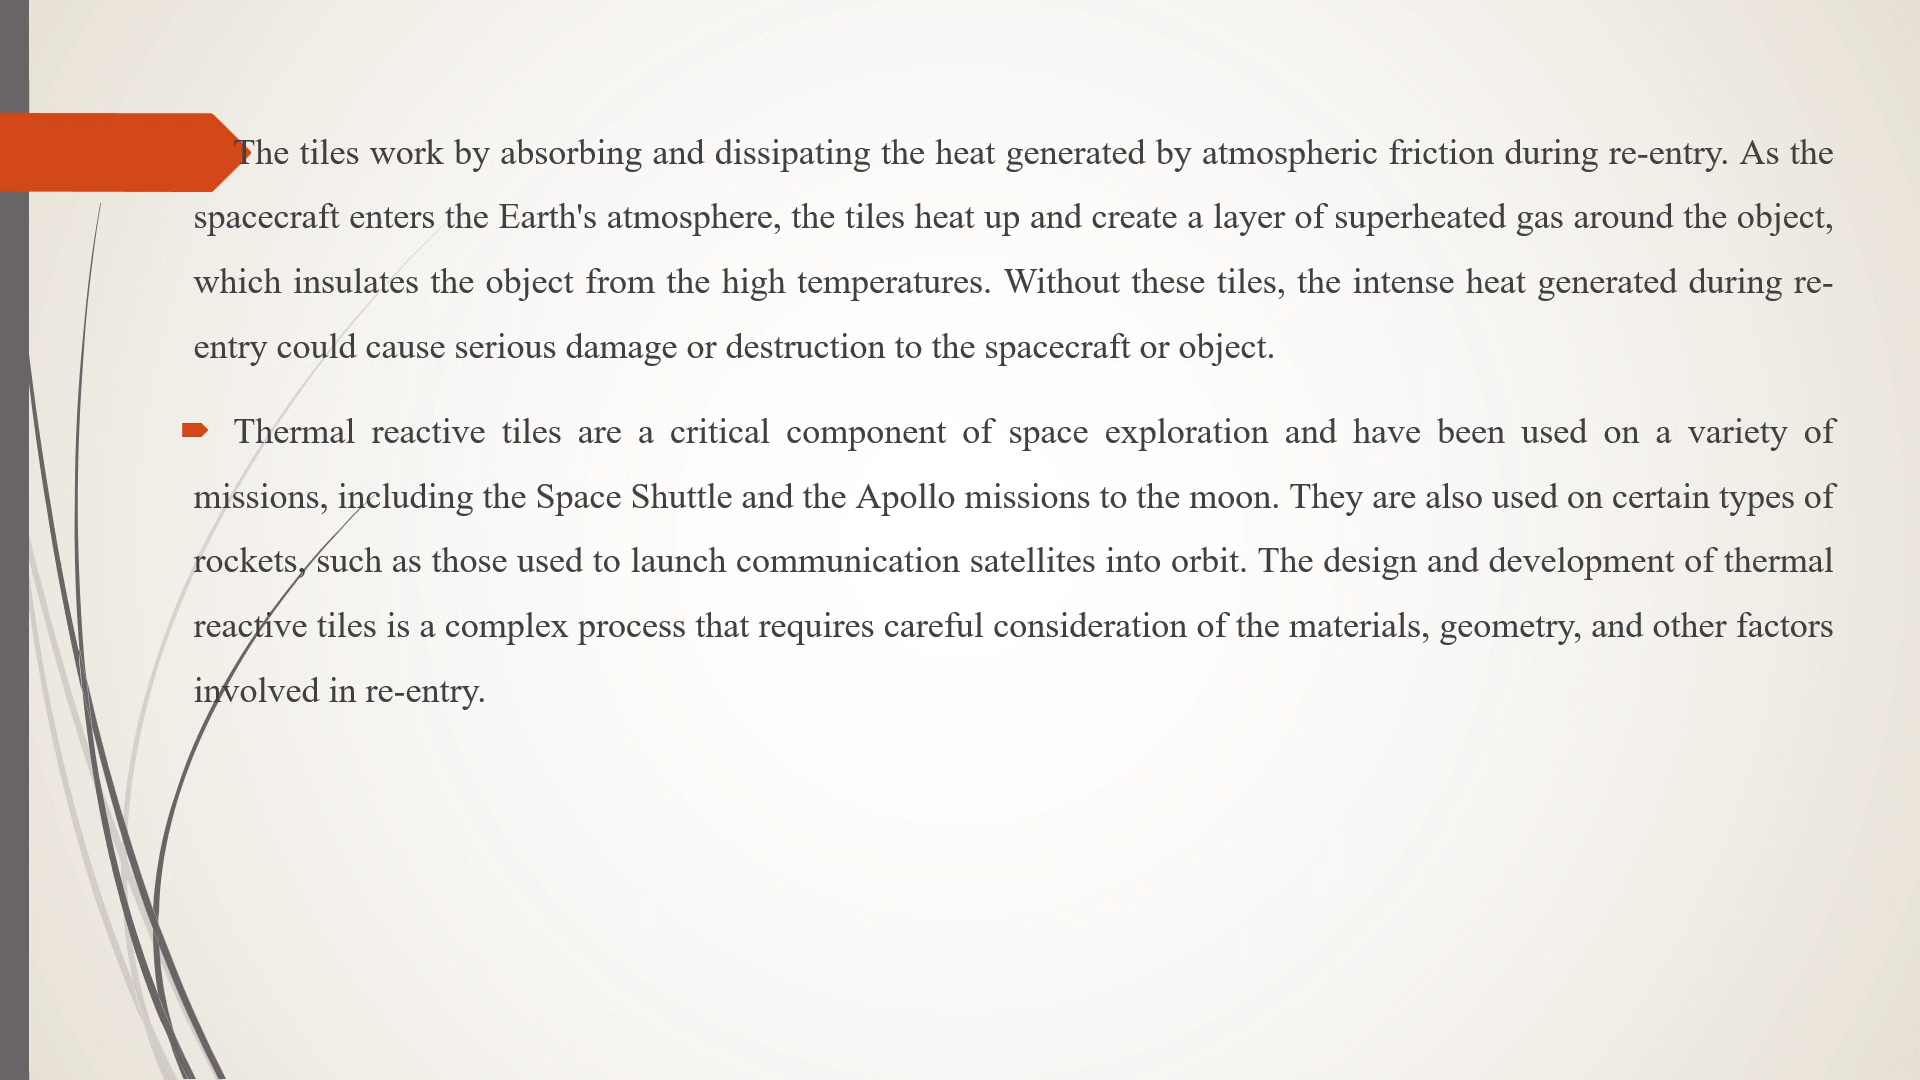 The tiles work by absorbing and dissipating the heat generated by atmospheric friction during re-entry. As the
spacecraft enters the Earth's atmosphere, the tiles heat up and create a layer of superheated gas around the object,
which insulates the object from the high temperatures. Without these tiles, the intense heat generated during re-
entry could cause serious damage or destruction to the spacecraft or object.
Thermal reactive tiles are a critical component of space exploration and have been used on a variety of
missions, including the Space Shuttle and the Apollo missions to the moon. They are also used on certain types of
rockets, such as those used to launch communication satellites into orbit. The design and development of thermal
reactive tiles is a complex process that requires careful consideration of the materials, geometry, and other factors
involved in re-entry.